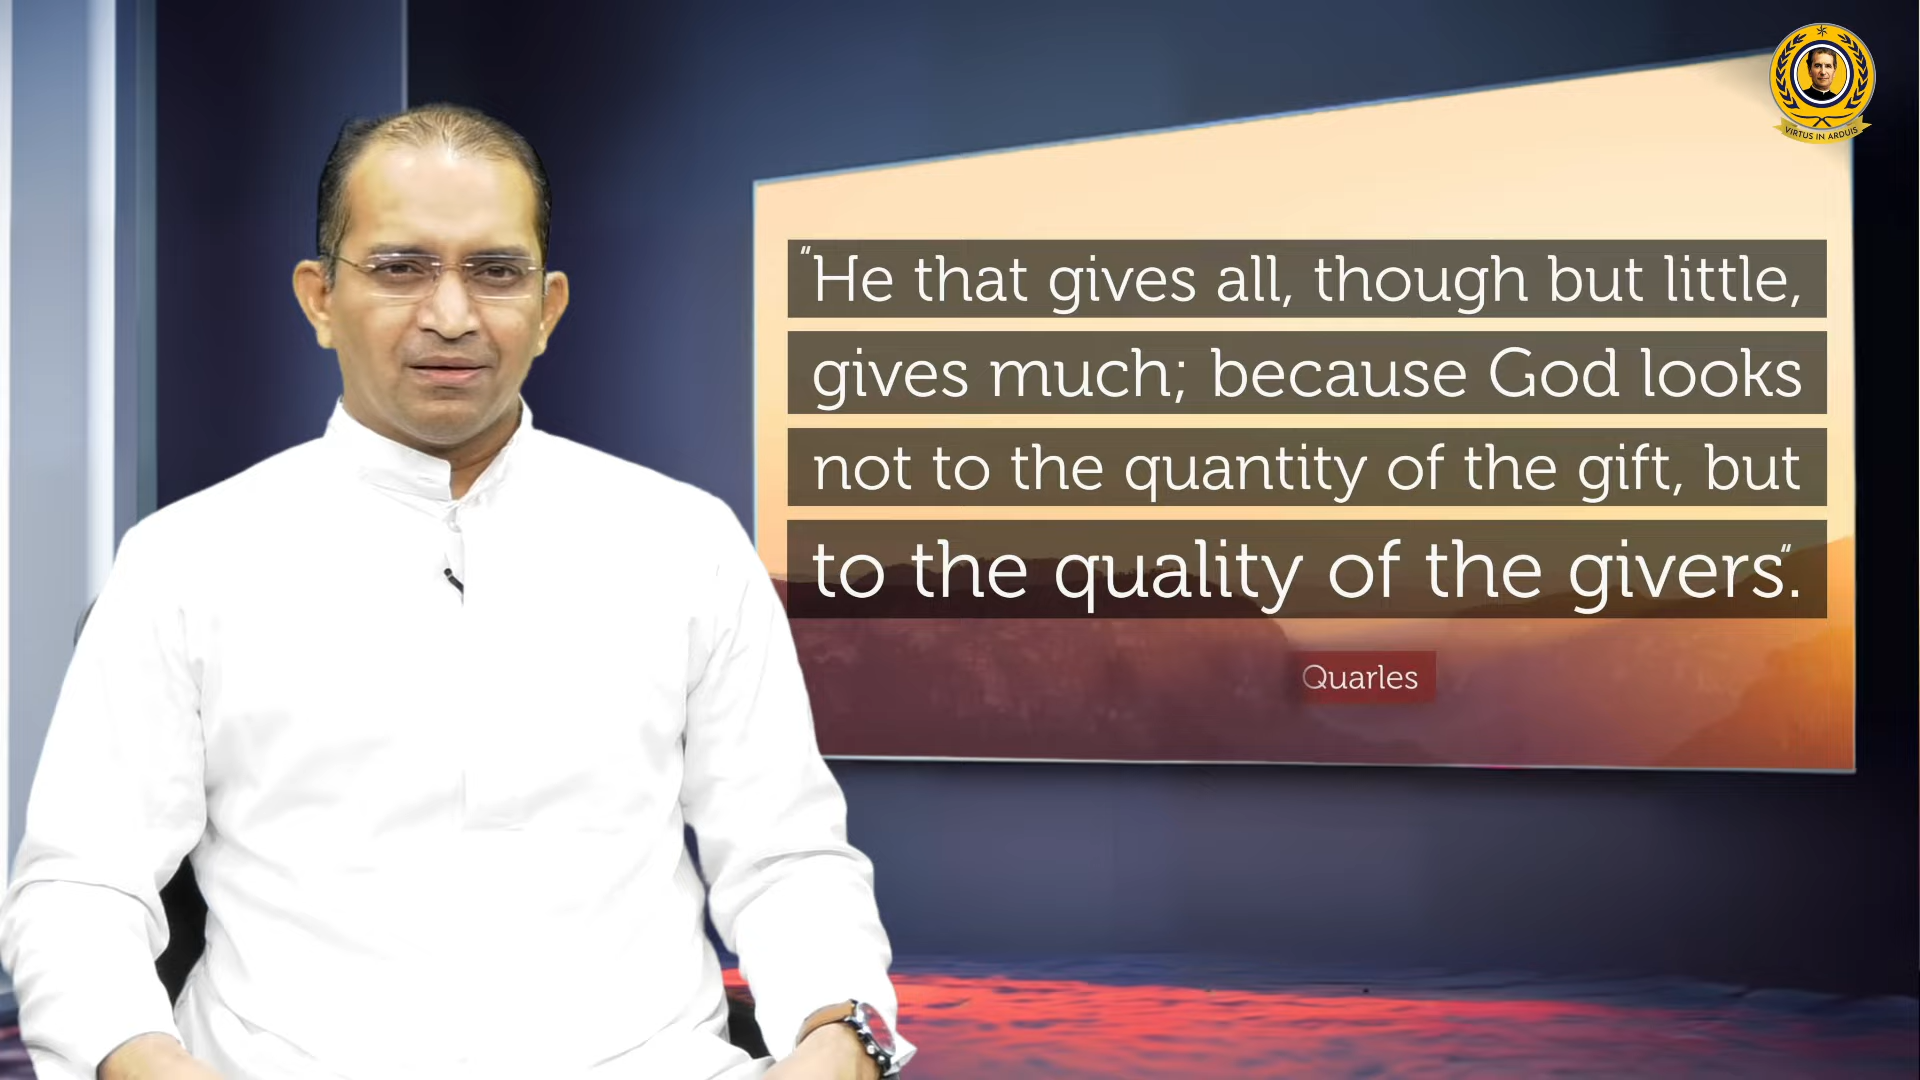 VIRTUS IN ARDUIS
“He that gives all, though but little,
gives much; because God looks
not to the quantity of the gift, but
to the quality of the givers“.
Quarles